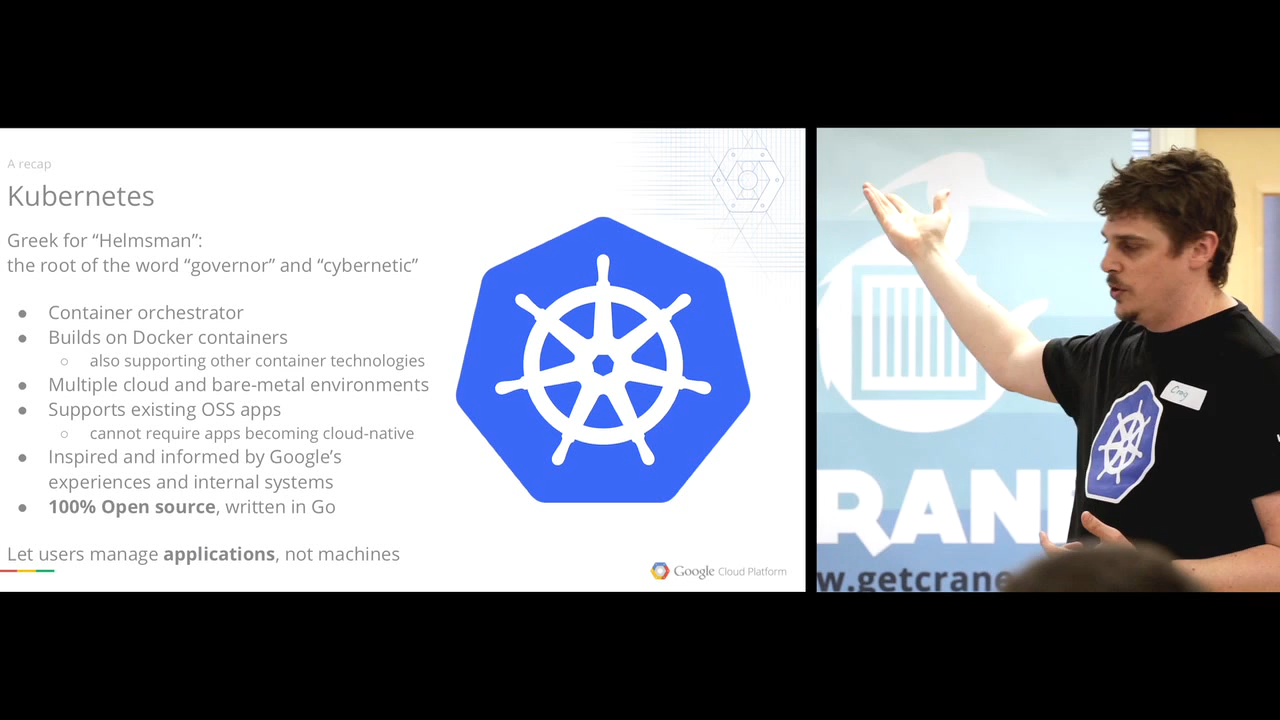 A recap
Kubernetes
Greek for “Helmsman”:
the root of the word “governor” and “cybernetic”
● Container orchestrator
● Builds on Docker containers
○ also supporting other container technologies
● Multiple cloud and bare-metal environments
● Supports existing OSS apps
○ cannot require apps becoming cloud-native
● Inspired and informed by Google’s
experiences and internal systems
● 100% Open source, written in Go
Let users manage applications, not machines
Google Cloud Platform
Craig
RANE
w.getcrane